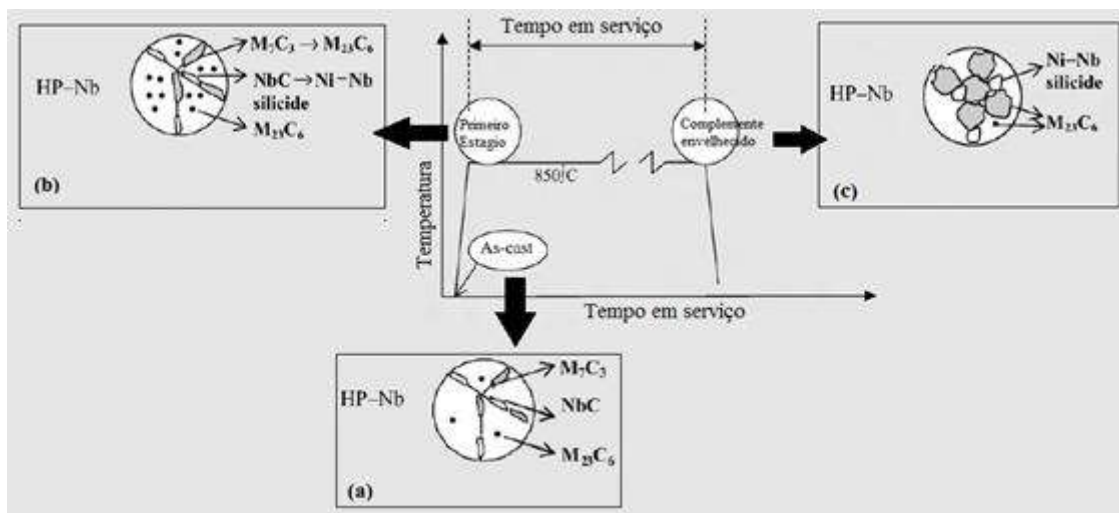 M₇C₃ → M₂₃C₆
HP–Nb
NbC → Ni–Nb
silicide
M₂₃C₆
(b)
Tempo em serviço
Primeiro
Estagio
Complemente
envelhecido
850°C
Temperatura
As-cast
Tempo em serviço
Ni–Nb
silicide
HP–Nb
M₂₃C₆
(c)
M₇C₃
HP–Nb
NbC
M₂₃C₆
(a)